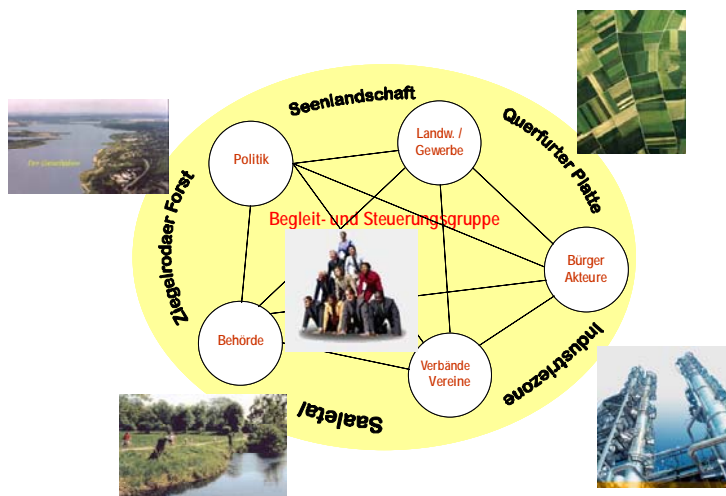 Seenlandschaft
Querfurter Platte
Ziegelrodaer Forst
Landw. /
Gewerbe
Politik
Begleit- und Steuerungsgruppe
Bürger
Akteure
Behörde
Verbände
Vereine
Industriezone
Saaletal